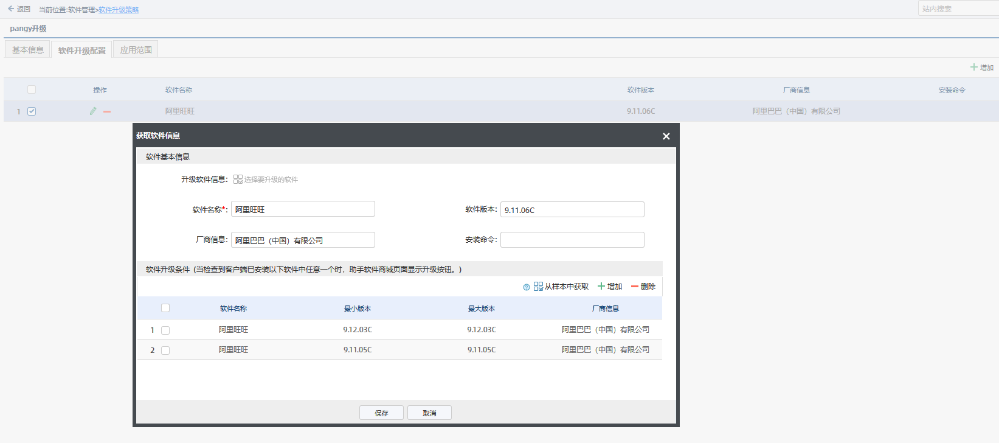 返回 当前位置:软件管理>软件升级策略 站内搜索
pangy升级
基本信息 软件升级配置 应用范围
增加
操作 软件名称 软件版本 厂商信息 安装命令
1 阿里旺旺 9.11.06C 阿里巴巴（中国）有限公司
获取软件信息
软件基本信息
升级软件信息: 选择要升级的软件
软件名称*: 阿里旺旺 软件版本: 9.11.06C
厂商信息: 阿里巴巴（中国）有限公司 安装命令:
软件升级条件（当检查到客户端已安装以下软件中任意一个时，助手软件商城页面显示升级按钮。）
从样本中获取 增加 删除
软件名称 最小版本 最大版本 厂商信息
1 阿里旺旺 9.12.03C 9.12.03C 阿里巴巴（中国）有限公司
2 阿里旺旺 9.11.05C 9.11.05C 阿里巴巴（中国）有限公司
保存 取消